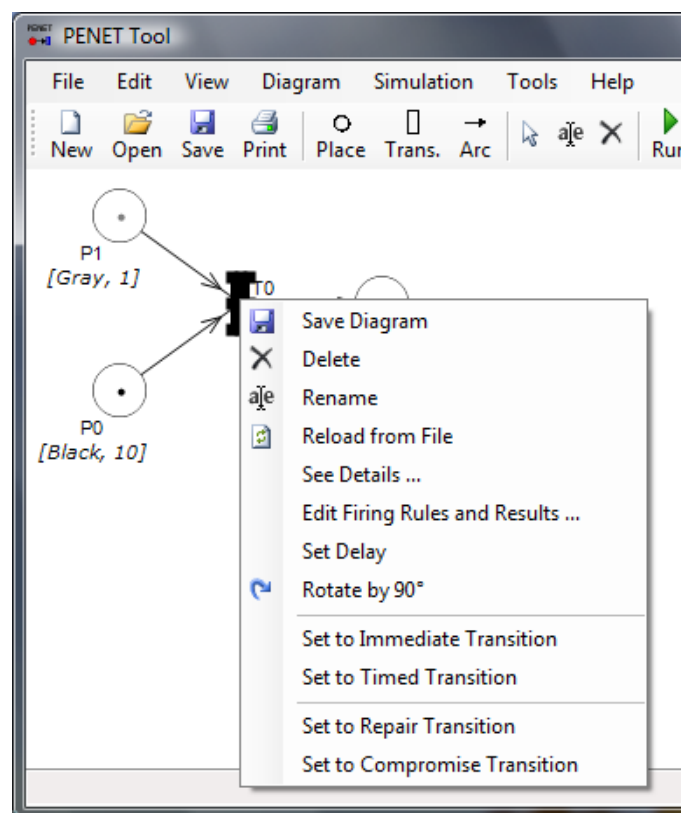 PENET
PENET Tool
File Edit View Diagram Simulation Tools Help
New Open Save Print Place Trans. Arc a e Run
P1
[Gray, 1]
T0
P0
[Black, 10]
Save Diagram
Delete
a e Rename
Reload from File
See Details ...
Edit Firing Rules and Results ...
Set Delay
Rotate by 90°
Set to Immediate Transition
Set to Timed Transition
Set to Repair Transition
Set to Compromise Transition